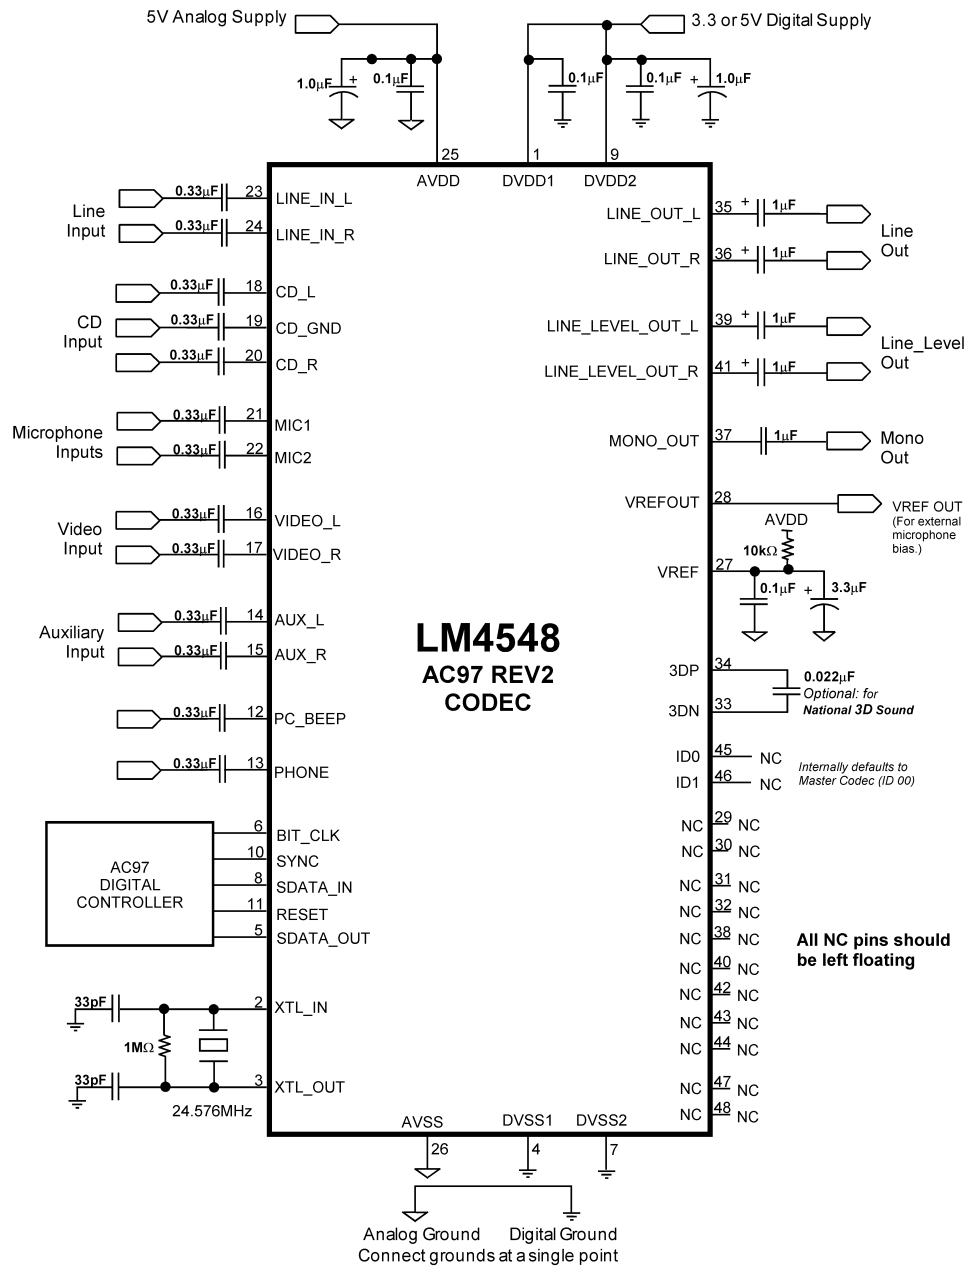 5V Analog Supply
3.3 or 5V Digital Supply
1.0µF
+
0.1µF
0.1µF
0.1µF
+
1.0µF
25
1
9
AVDD
DVDD1
DVDD2
Line
Input
0.33µF
23
LINE_IN_L
0.33µF
24
LINE_IN_R
CD
Input
0.33µF
18
CD_L
0.33µF
19
CD_GND
0.33µF
20
CD_R
Microphone
Inputs
0.33µF
21
MIC1
0.33µF
22
MIC2
Video
Input
0.33µF
16
VIDEO_L
0.33µF
17
VIDEO_R
Auxiliary
Input
0.33µF
14
AUX_L
0.33µF
15
AUX_R
0.33µF
12
PC_BEEP
0.33µF
13
PHONE
AC97
DIGITAL
CONTROLLER
6
BIT_CLK
10
SYNC
8
SDATA_IN
11
RESET
5
SDATA_OUT
33pF
2
XTL_IN
1MΩ
33pF
3
XTL_OUT
24.576MHz
LM4548
AC97 REV2
CODEC
LINE_OUT_L
35
+
1µF
LINE_OUT_R
36
+
1µF
Line
Out
LINE_LEVEL_OUT_L
39
+
1µF
LINE_LEVEL_OUT_R
41
+
1µF
Line_Level
Out
MONO_OUT
37
1µF
Mono
Out
VREFOUT
28
VREF OUT
(For external
microphone
bias.)
AVDD
10kΩ
VREF
27
0.1µF
+
3.3µF
3DP
34
0.022µF
Optional: for
National 3D Sound
3DN
33
ID0
45
NC
ID1
46
NC
Internally defaults to
Master Codec (ID 00)
NC
29
NC
NC
30
NC
NC
31
NC
NC
32
NC
NC
38
NC
NC
40
NC
NC
42
NC
NC
43
NC
NC
44
NC
NC
47
NC
NC
48
NC
All NC pins should
be left floating
AVSS
DVSS1
DVSS2
26
4
7
Analog Ground
Digital Ground
Connect grounds at a single point